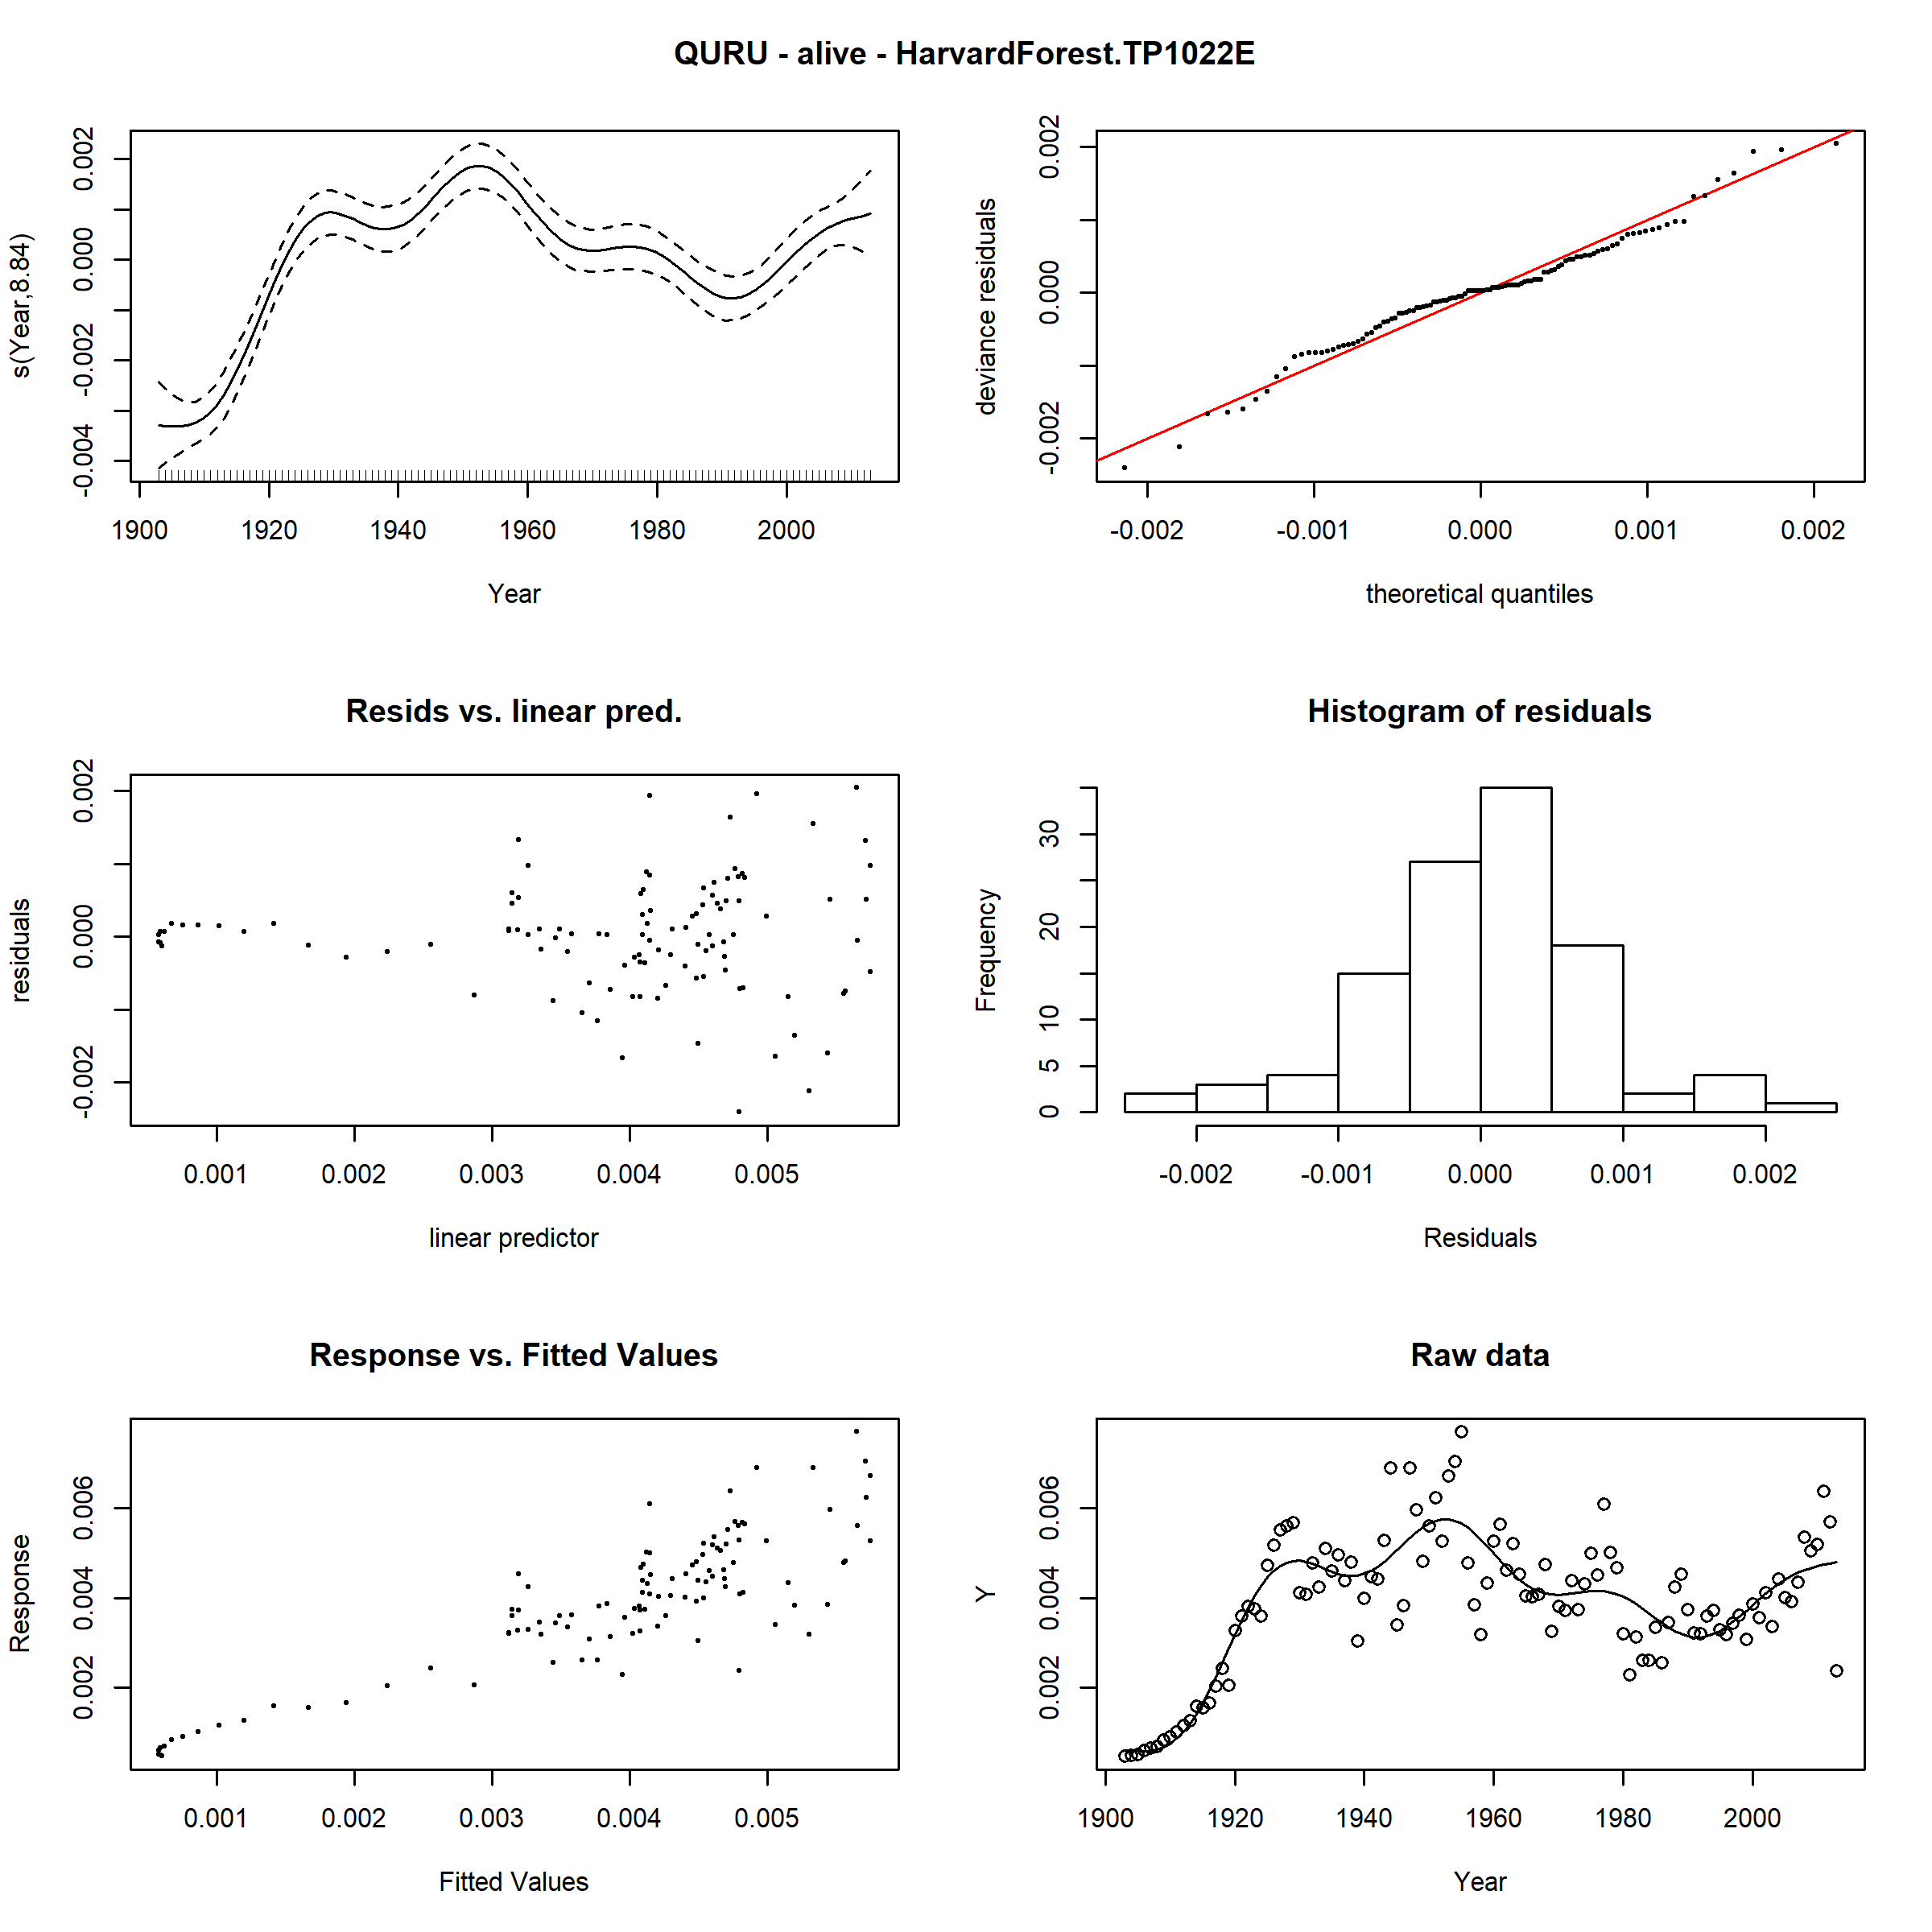 QURU - alive - HarvardForest.TP1022E
s(Year,8.84)
0.002
0.000
-0.002
-0.004
1900 1920 1940 1960 1980 2000
Year
deviance residuals
0.002
0.000
-0.002
-0.002 -0.001 0.000 0.001 0.002
theoretical quantiles
Resids vs. linear pred.
residuals
0.002
0.000
-0.002
0.001 0.002 0.003 0.004 0.005
linear predictor
Histogram of residuals
Frequency
30
20
10
5
0
-0.002 -0.001 0.000 0.001 0.002
Residuals
Response vs. Fitted Values
Response
0.006
0.004
0.002
0.001 0.002 0.003 0.004 0.005
Fitted Values
Raw data
Y
0.006
0.004
0.002
1900 1920 1940 1960 1980 2000
Year